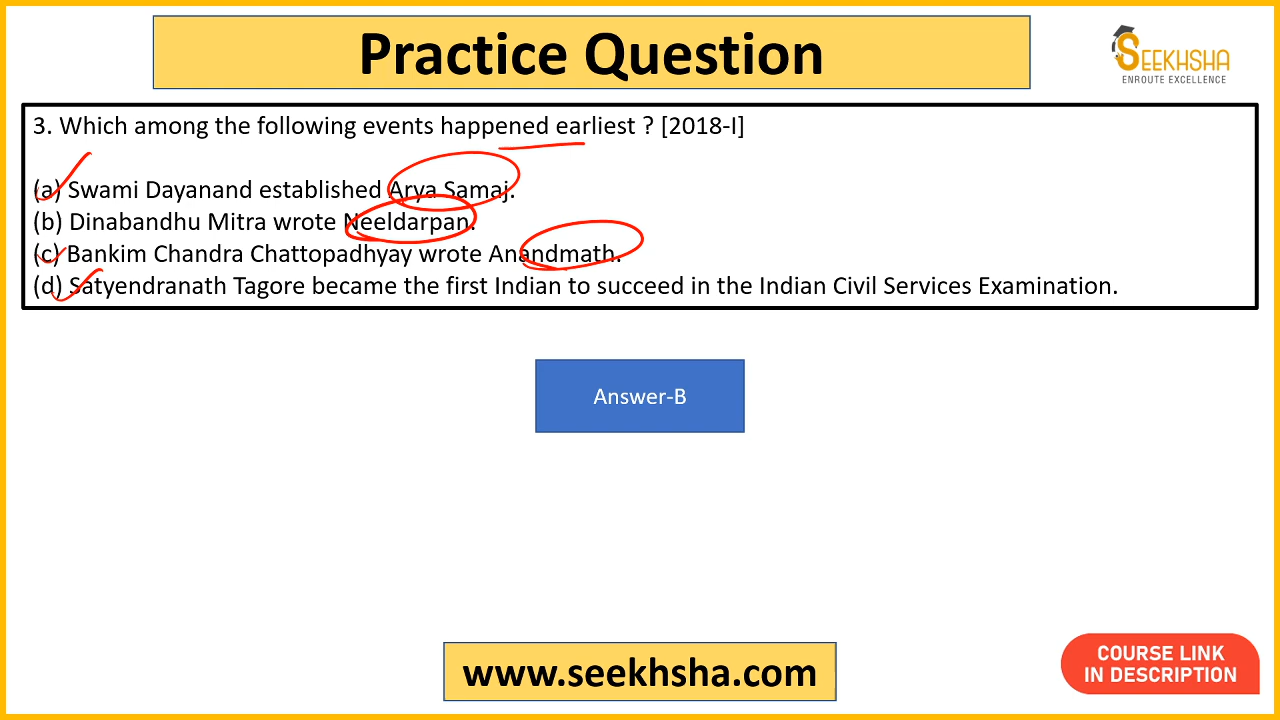 Practice Question
SEEKHSHA
ENROUTE EXCELLENCE
3. Which among the following events happened earliest ? [2018-I]
(a) Swami Dayanand established Arya Samaj.
(b) Dinabandhu Mitra wrote Neeldarpan.
(c) Bankim Chandra Chattopadhyay wrote Anandmath.
(d) Satyendranath Tagore became the first Indian to succeed in the Indian Civil Services Examination.
Answer-B
www.seekhsha.com
COURSE LINK
IN DESCRIPTION